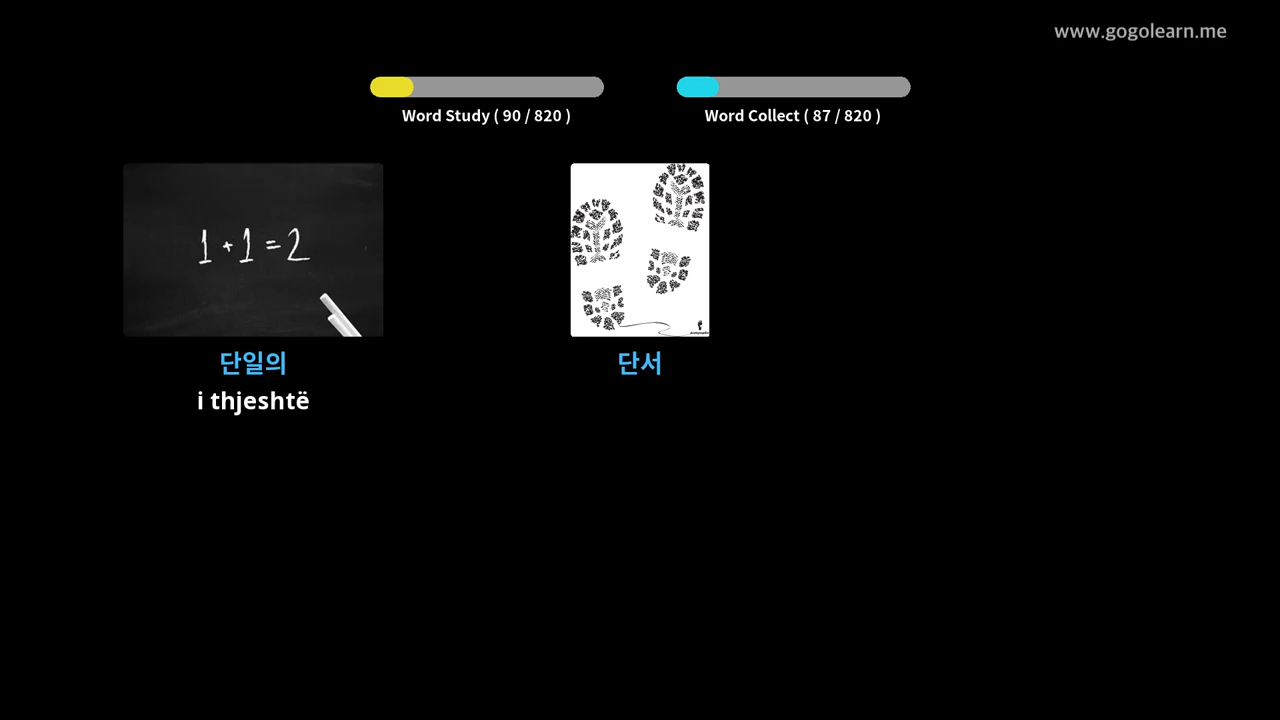 www.gogolearn.me
Word Study ( 90 / 820 )
Word Collect ( 87 / 820 )
1 + 1 = 2
단일의
i thjeshtë
단서